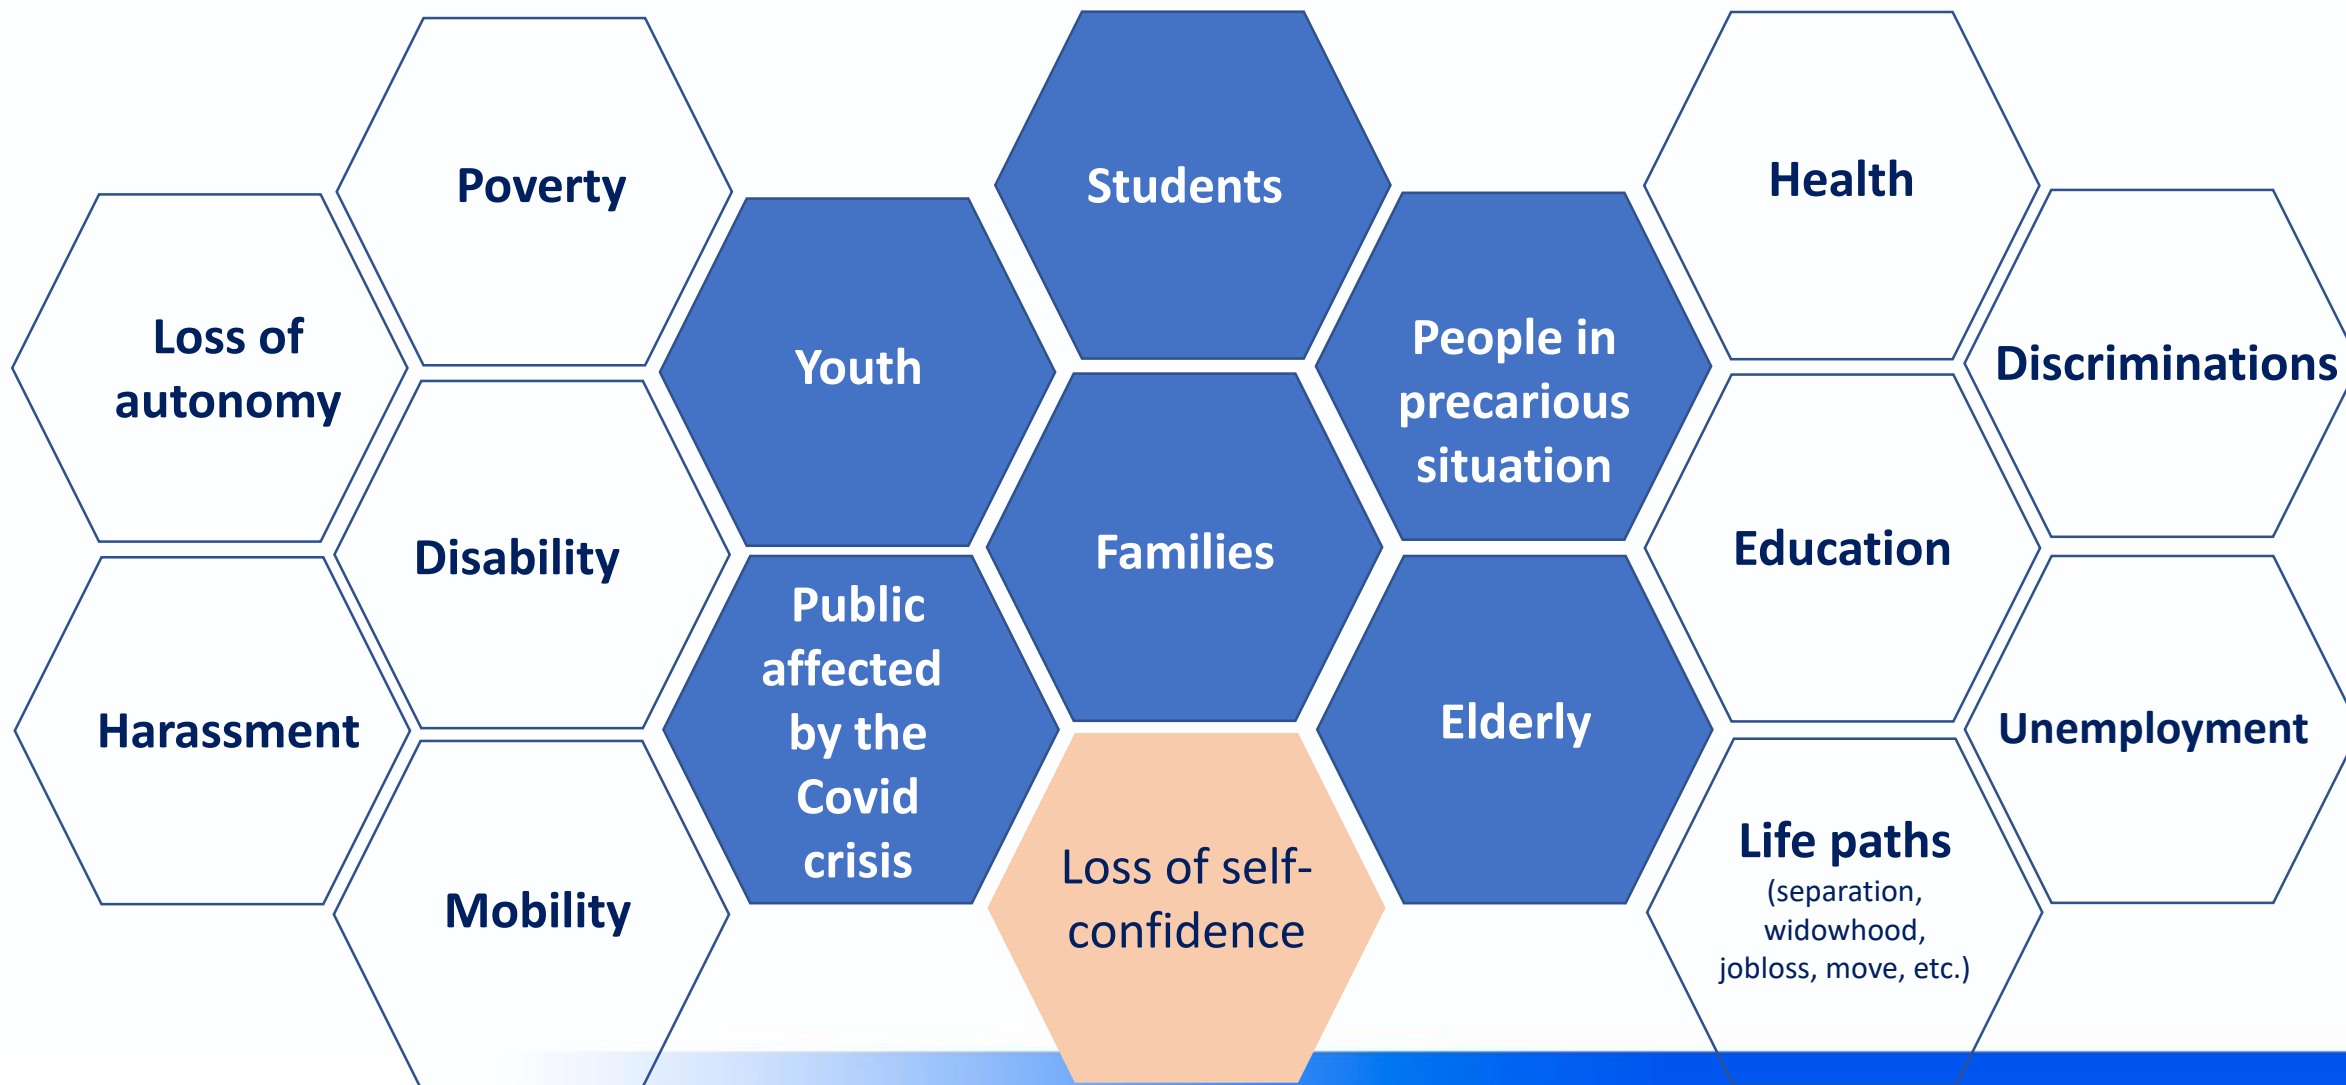 Poverty
Students
Health
Loss of
autonomy
Youth
People in
precarious
situation
Discriminations
Disability
Families
Education
Harassment
Public
affected
by the
Covid
crisis
Elderly
Unemployment
Mobility
Loss of self-
confidence
Life paths
(separation,
widowhood,
jobloss, move, etc.)